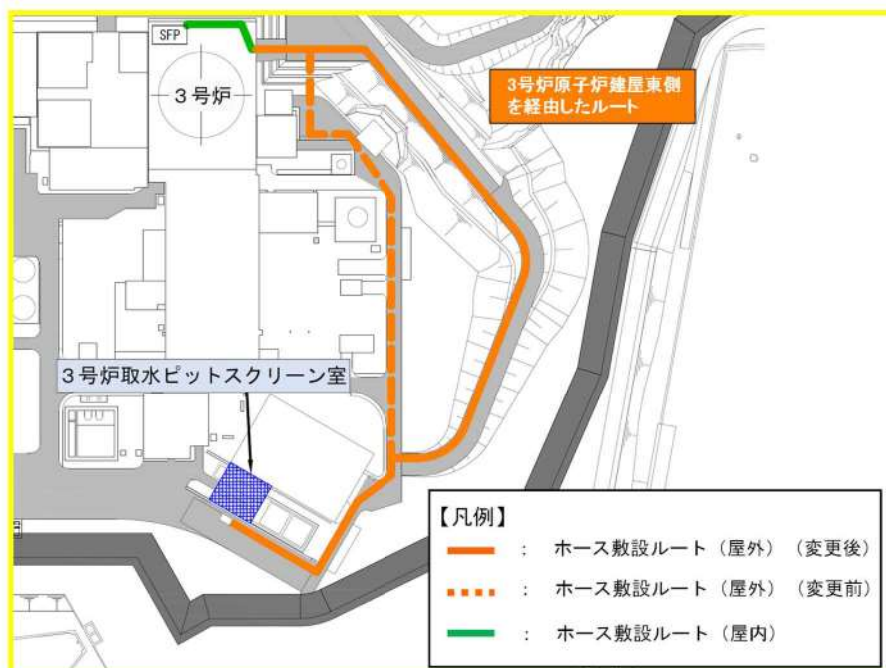 SFP
3号炉
3号炉原子炉建屋東側
を経由したルート
3号炉取水ピットスクリーン室
【凡例】
： ホース敷設ルート（屋外）（変更後）
： ホース敷設ルート（屋外）（変更前）
： ホース敷設ルート（屋内）